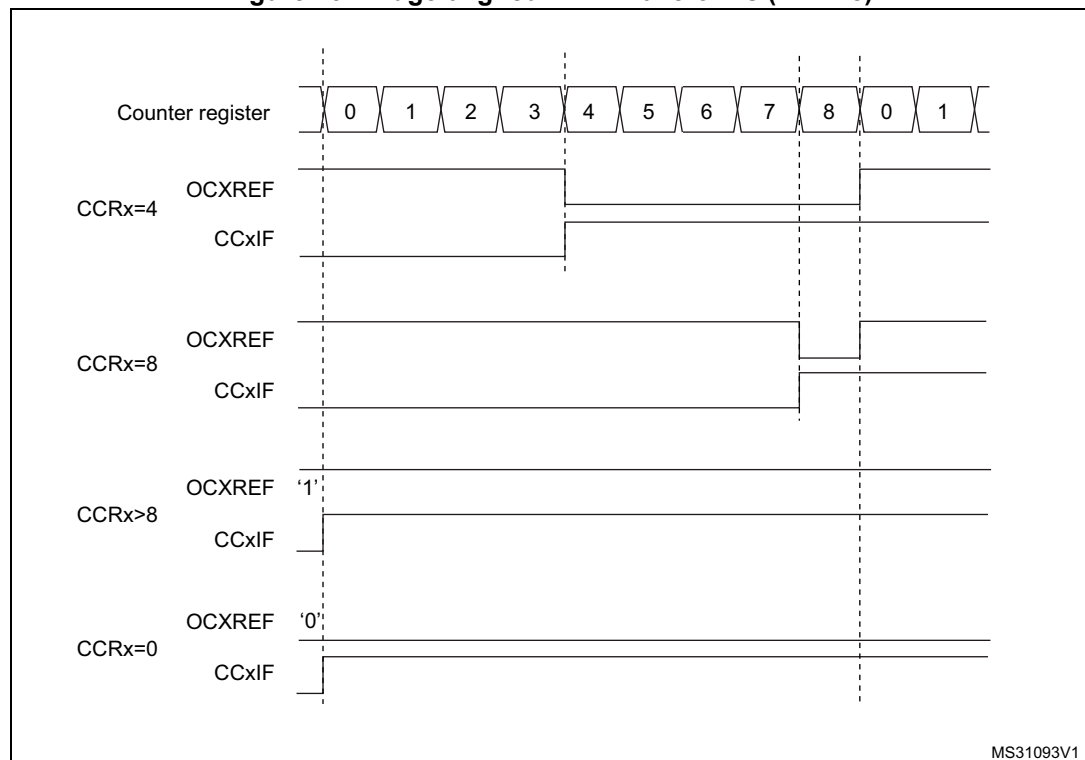 Counter register 0 1 2 3 4 5 6 7 8 0 1
OCXREF
CCRx=4
CCxIF
OCXREF
CCRx=8
CCxIF
OCXREF ‘1’
CCRx>8
CCxIF
OCXREF ‘0’
CCRx=0
CCxIF
MS31093V1